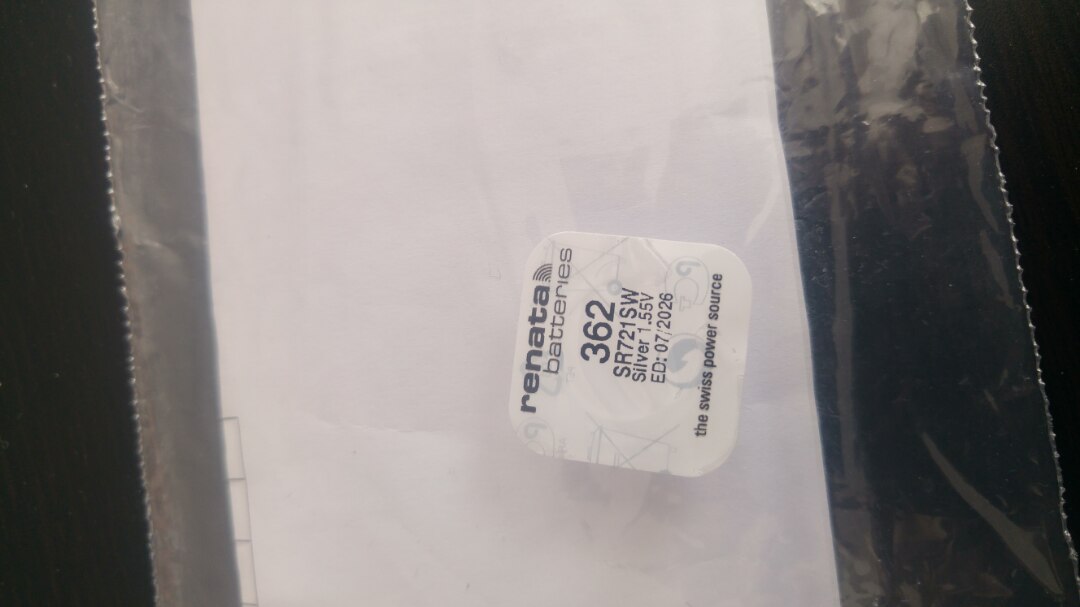 renata
batteries
362
SR721SW
Silver 1.55V
ED: 07/2026
the swiss power source